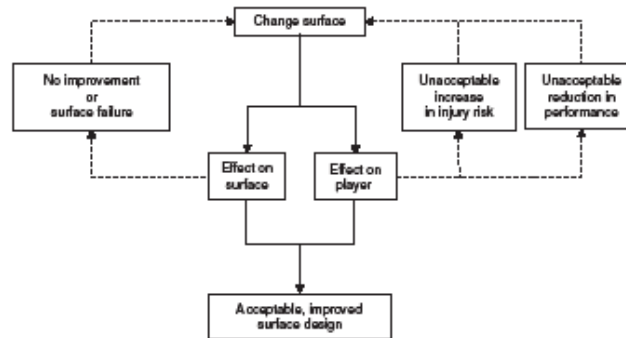 Change surface
No improvement
or
surface failure
Unacceptable
increase
in injury risk
Unacceptable
reduction in
performance
Effect on
surface
Effect on
player
Acceptable, improved
surface design